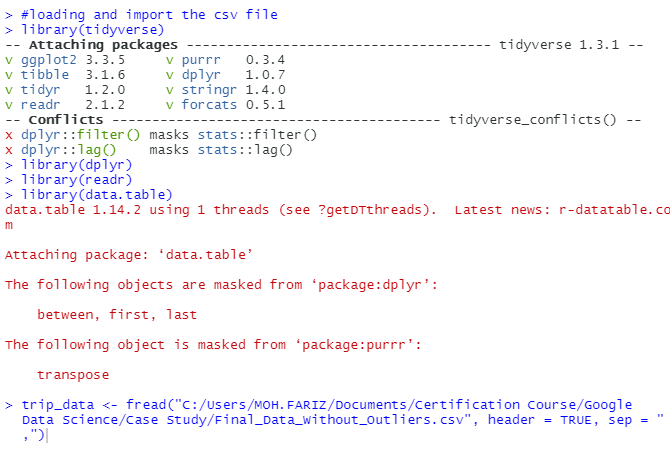 > #loading and import the csv file
> library(tidyverse)
-- Attaching packages --------------------------------------- tidyverse 1.3.1 --
v ggplot2 3.3.5     v purrr   0.3.4
v tibble  3.1.6     v dplyr   1.0.7
v tidyr   1.2.0     v stringr 1.4.0
v readr   2.1.2     v forcats 0.5.1
-- Conflicts ------------------------------------------ tidyverse_conflicts() --
x dplyr::filter() masks stats::filter()
x dplyr::lag()    masks stats::lag()
> library(dplyr)
> library(readr)
> library(data.table)
data.table 1.14.2 using 1 threads (see ?getDTthreads).  Latest news: r-datatable.co
m
Attaching package: ‘data.table’
The following objects are masked from ‘package:dplyr’:
    between, first, last
The following object is masked from ‘package:purrr’:
    transpose
> trip_data <- fread("C:/Users/MOH.FARIZ/Documents/Certification Course/Google
  Data Science/Case Study/Final_Data_Without_Outliers.csv", header = TRUE, sep = "
  ,")